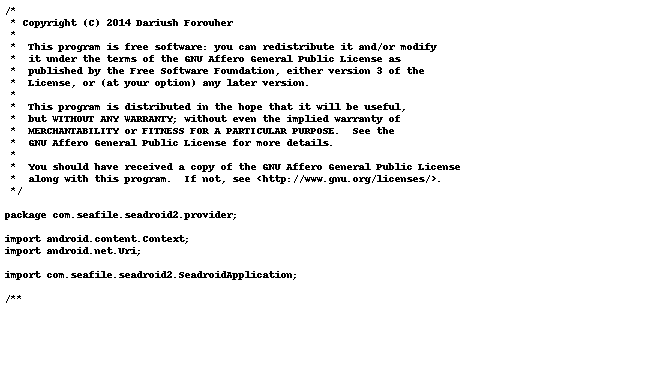 /*
 * Copyright (C) 2014 Dariush Forouher
 *
 *  This program is free software: you can redistribute it and/or modify
 *  it under the terms of the GNU Affero General Public License as
 *  published by the Free Software Foundation, either version 3 of the
 *  License, or (at your option) any later version.
 *
 *  This program is distributed in the hope that it will be useful,
 *  but WITHOUT ANY WARRANTY; without even the implied warranty of
 *  MERCHANTABILITY or FITNESS FOR A PARTICULAR PURPOSE.  See the
 *  GNU Affero General Public License for more details.
 *
 *  You should have received a copy of the GNU Affero General Public License
 *  along with this program.  If not, see <http://www.gnu.org/licenses/>.
 */

package com.seafile.seadroid2.provider;

import android.content.Context;
import android.net.Uri;

import com.seafile.seadroid2.SeadroidApplication;

/**